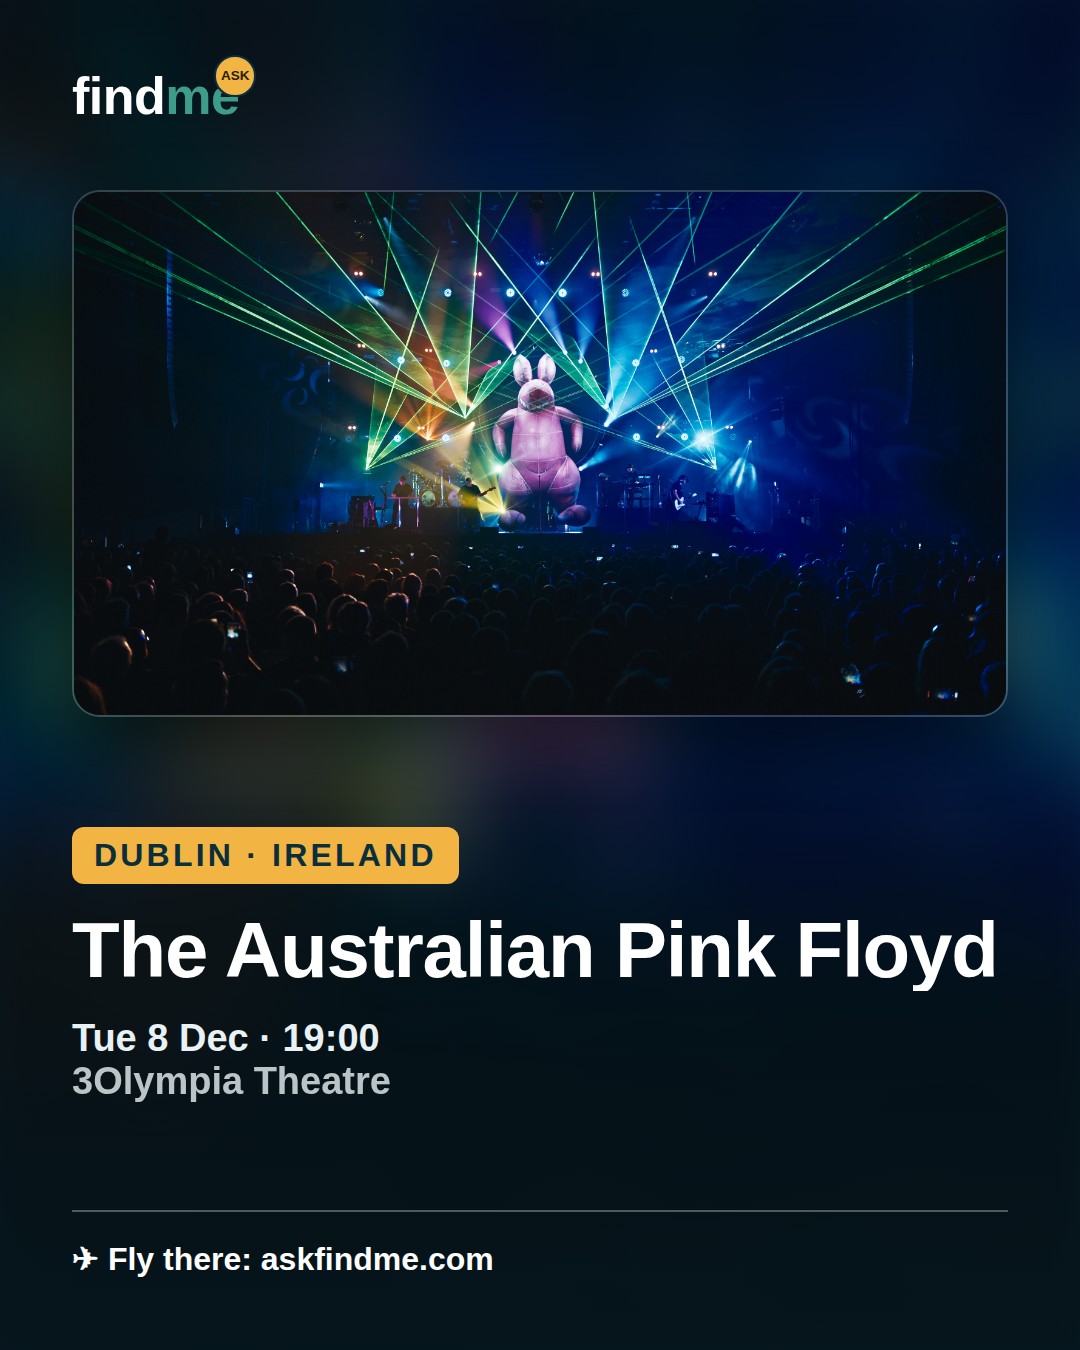 findme
ASK
DUBLIN · IRELAND
The Australian Pink Floyd
Tue 8 Dec · 19:00
3Olympia Theatre
✈ Fly there: askfindme.com